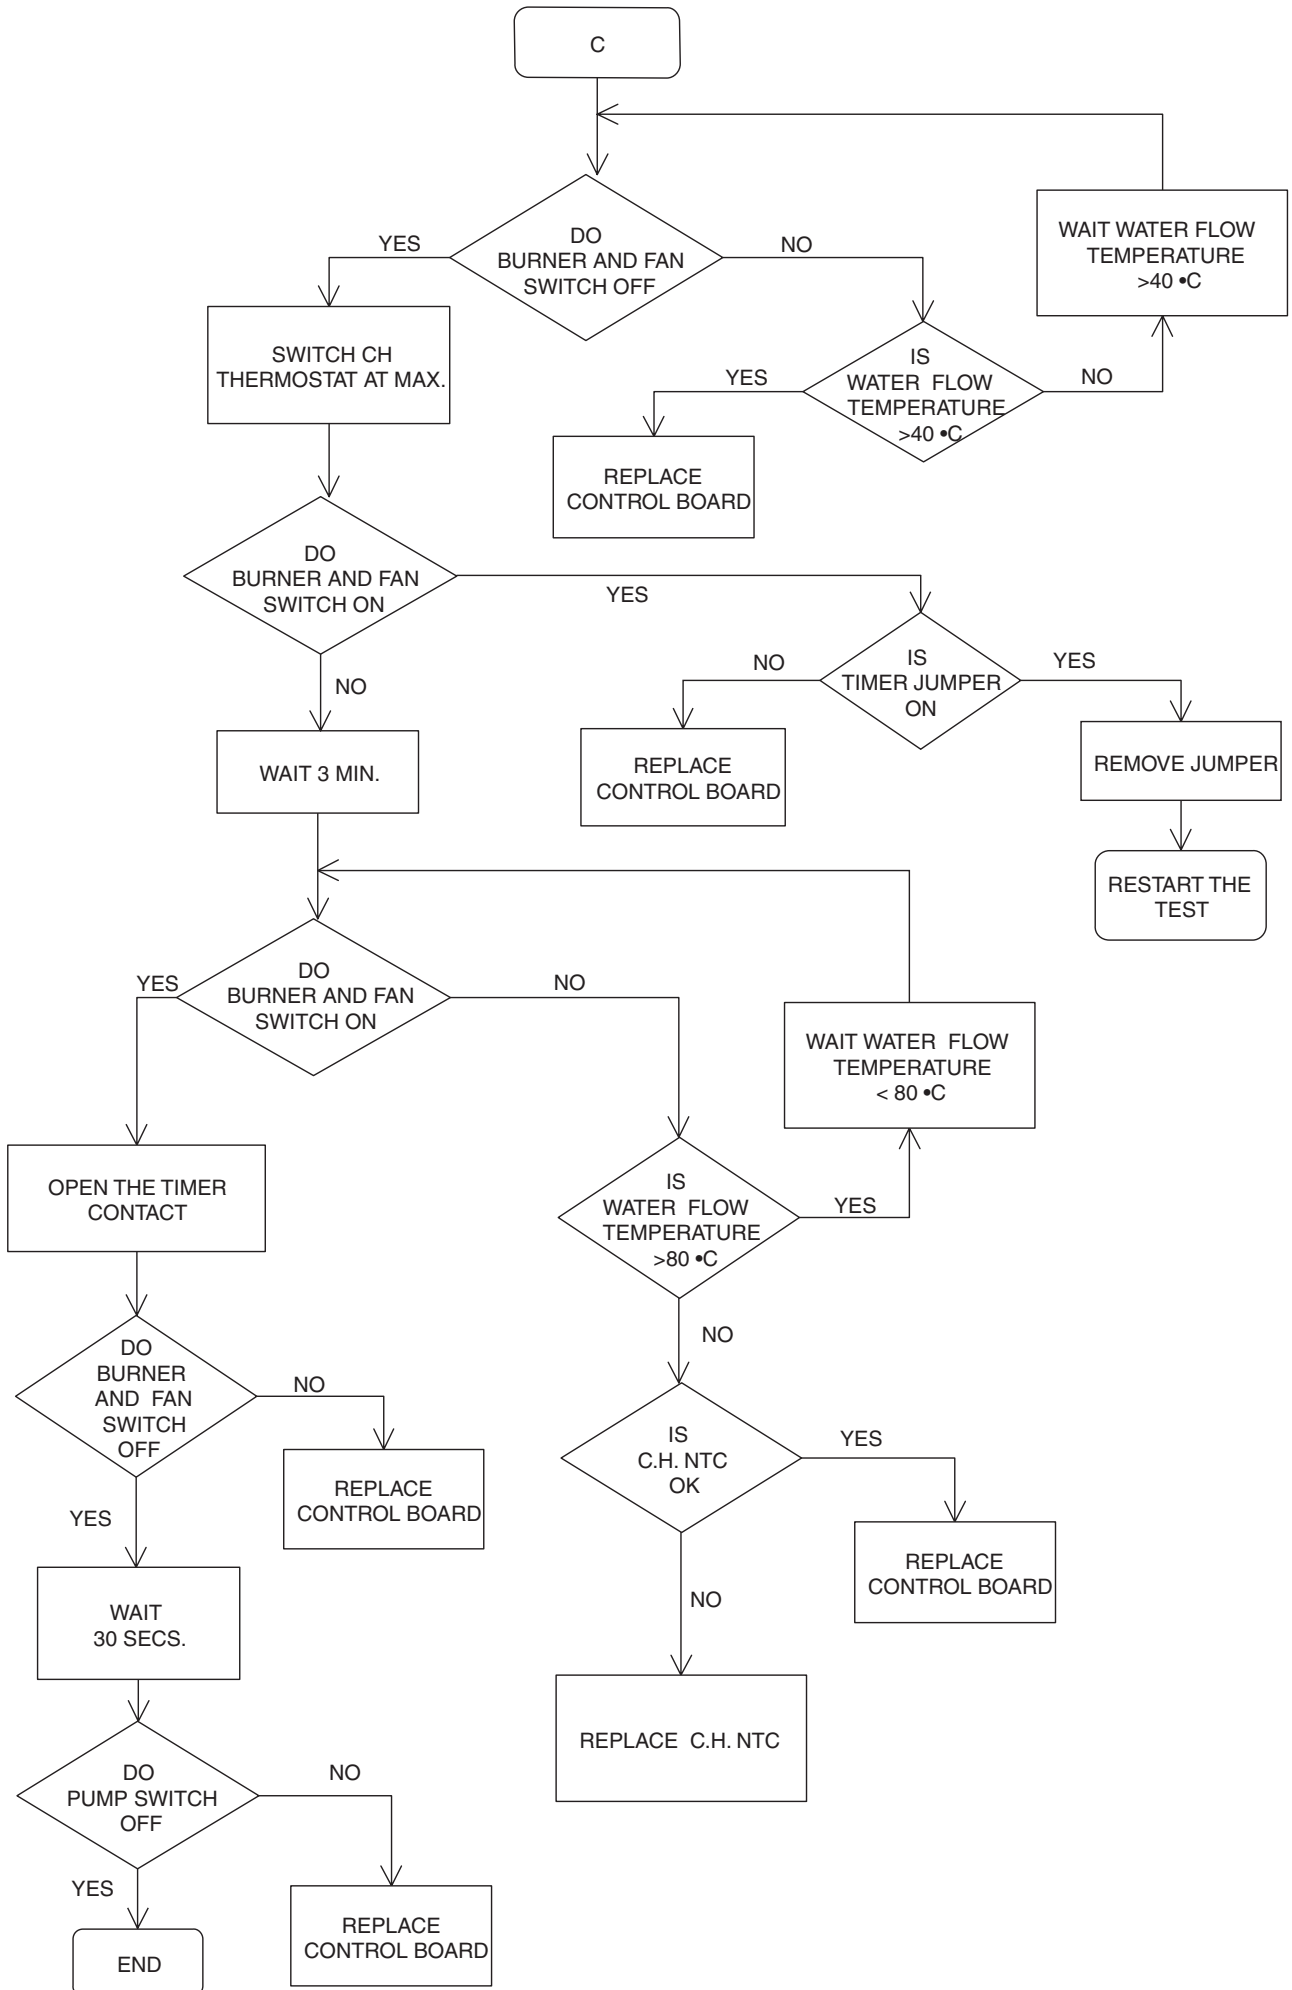 C
DO
BURNER AND FAN
SWITCH OFF
YES
NO
WAIT WATER FLOW
TEMPERATURE
>40 •C
SWITCH CH
THERMOSTAT AT MAX.
IS
WATER FLOW
TEMPERATURE
>40 •C
YES
NO
REPLACE
CONTROL BOARD
DO
BURNER AND FAN
SWITCH ON
YES
NO
IS
TIMER JUMPER
ON
NO
YES
REPLACE
CONTROL BOARD
REMOVE JUMPER
RESTART THE
TEST
WAIT 3 MIN.
DO
BURNER AND FAN
SWITCH ON
YES
NO
WAIT WATER FLOW
TEMPERATURE
< 80 •C
OPEN THE TIMER
CONTACT
IS
WATER FLOW
TEMPERATURE
>80 •C
YES
NO
DO
BURNER
AND FAN
SWITCH
OFF
NO
YES
REPLACE
CONTROL BOARD
IS
C.H. NTC
OK
YES
NO
REPLACE
CONTROL BOARD
WAIT
30 SECS.
REPLACE C.H. NTC
DO
PUMP SWITCH
OFF
NO
YES
REPLACE
CONTROL BOARD
END